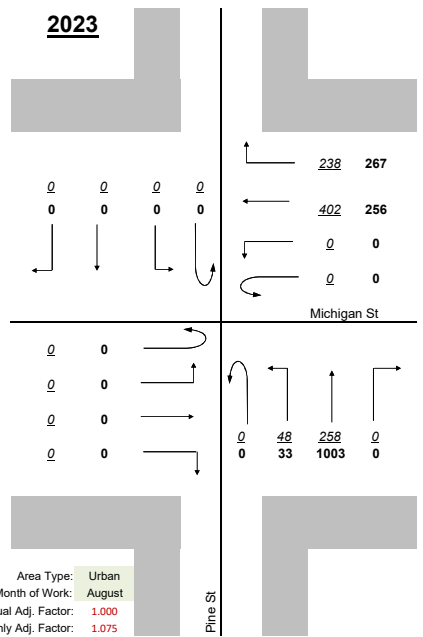 2023
238 267
0 0 0 0
0 0 0 0
402 256
0 0
0 0
Michigan St
0 0
0 0
0 0
0 0
0 48 258 0
0 33 1003 0
Area Type: Urban
Month of Work: August
ual Adj. Factor: 1.000
nly Adj. Factor: 1.075
Pine St